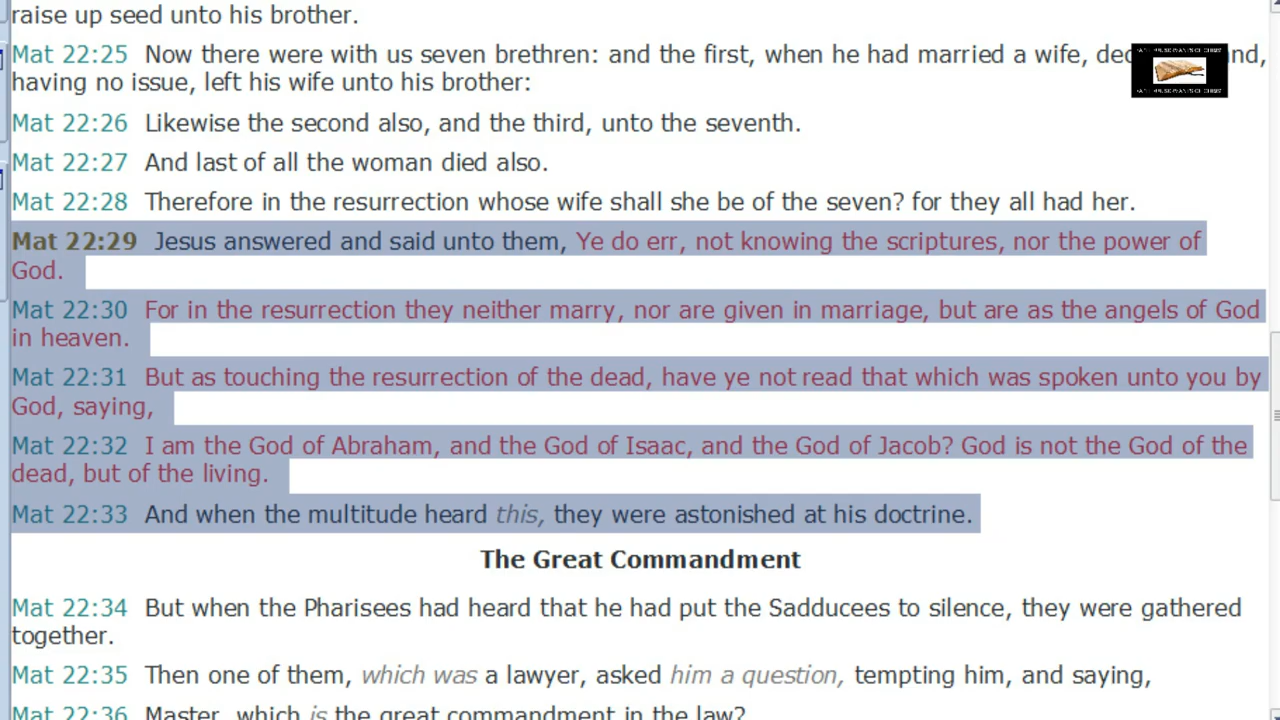 raise up seed unto his brother.
Mat 22:25 Now there were with us seven brethren: and the first, when he had married a wife,
having no issue, left his wife unto his brother:
Mat 22:26 Likewise the second also, and the third, unto the seventh.
Mat 22:27 And last of all the woman died also.
Mat 22:28 Therefore in the resurrection whose wife shall she be of the seven? for they all had her.
Mat 22:29 Jesus answered and said unto them, Ye do err, not knowing the scriptures, nor the power of
God.
Mat 22:30 For in the resurrection they neither marry, nor are given in marriage, but are as the angels of God
in heaven.
Mat 22:31 But as touching the resurrection of the dead, have ye not read that which was spoken unto you by
God, saying,
Mat 22:32 I am the God of Abraham, and the God of Isaac, and the God of Jacob? God is not the God of the
dead, but of the living.
Mat 22:33 And when the multitude heard this, they were astonished at his doctrine.
The Great Commandment
Mat 22:34 But when the Pharisees had heard that he had put the Sadducees to silence, they were gathered
together.
Mat 22:35 Then one of them, which was a lawyer, asked him a question, tempting him, and saying,
Mat 22:36 Master, which is the great commandment in the law?